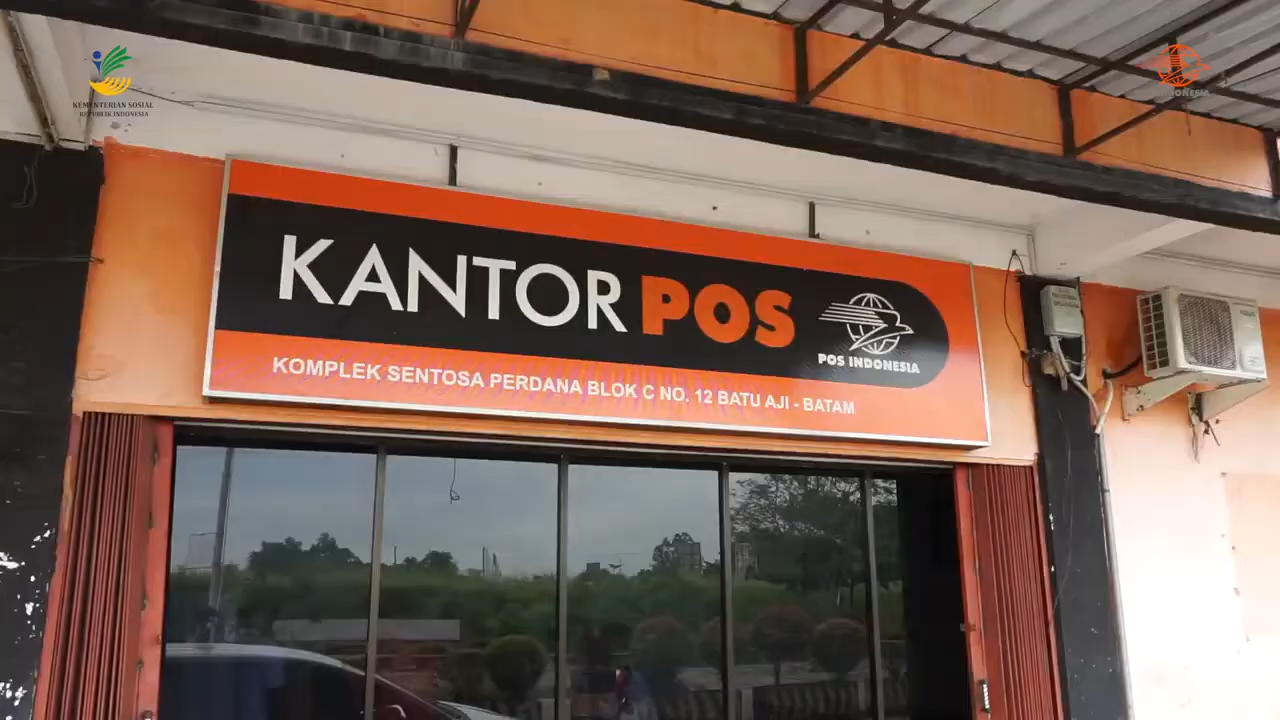 KEMENTERIAN SOSIAL
REPUBLIK INDONESIA
KANTOR POS
POS INDONESIA
KOMPLEK SENTOSA PERDANA BLOK C NO. 12 BATU AJI - BATAM